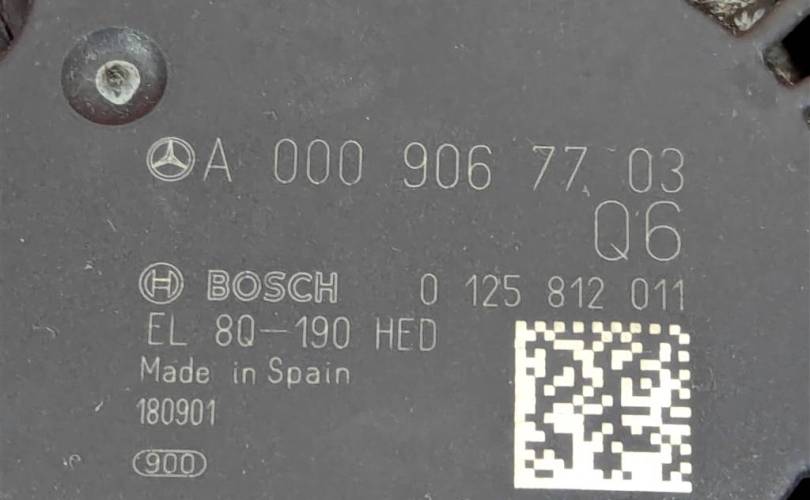 A 000 906 77 03
Q6
BOSCH 0 125 812 011
EL 8Q-190 HED
Made in Spain
180901
900